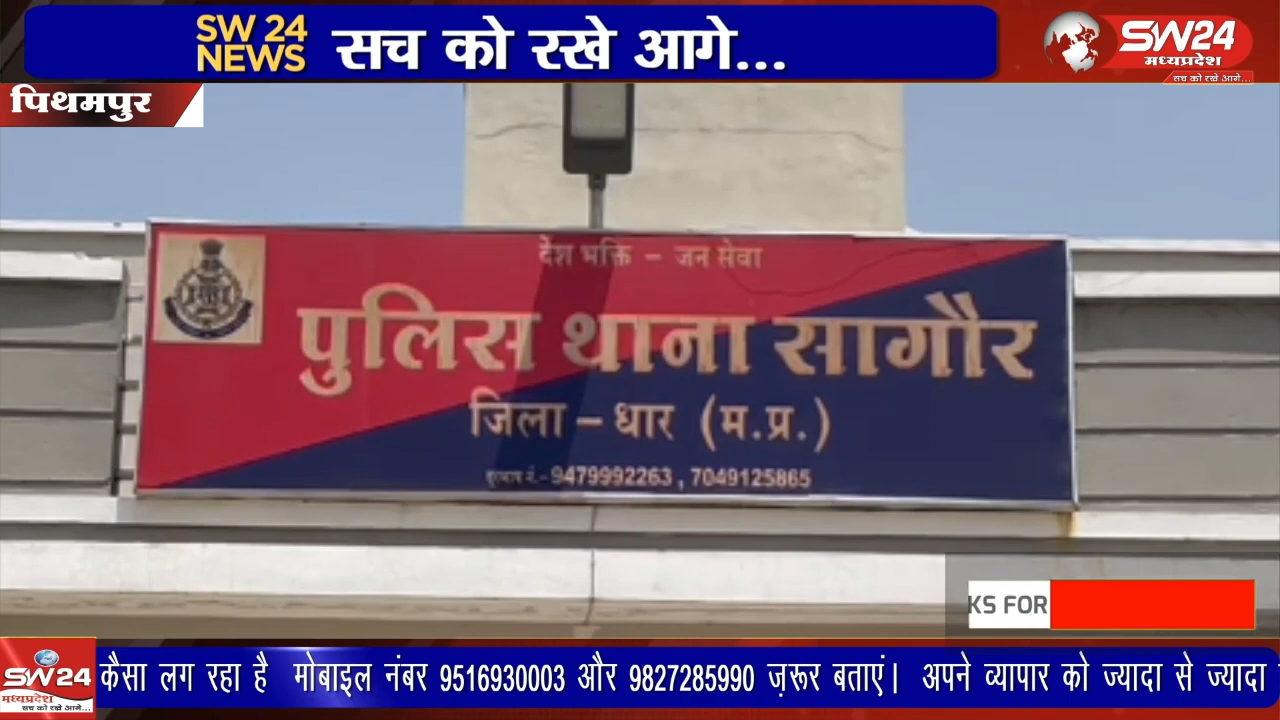 SW 24
NEWS
सच को रखे आगे...
SW24
मध्यप्रदेश
सच को रखे आगे...
पिथमपुर
देश भक्ति - जन सेवा
पुलिस थाना सागौर
जिला - धार (म.प्र.)
दूरभाष नं.- 9479992263 , 7049125865
KS FOR
SW24
मध्यप्रदेश
सच को रखे आगे...
कैसा लग रहा है मोबाइल नंबर 9516930003 और 9827285990 ज़रूर बताएं| अपने व्यापार को ज्यादा से ज्यादा